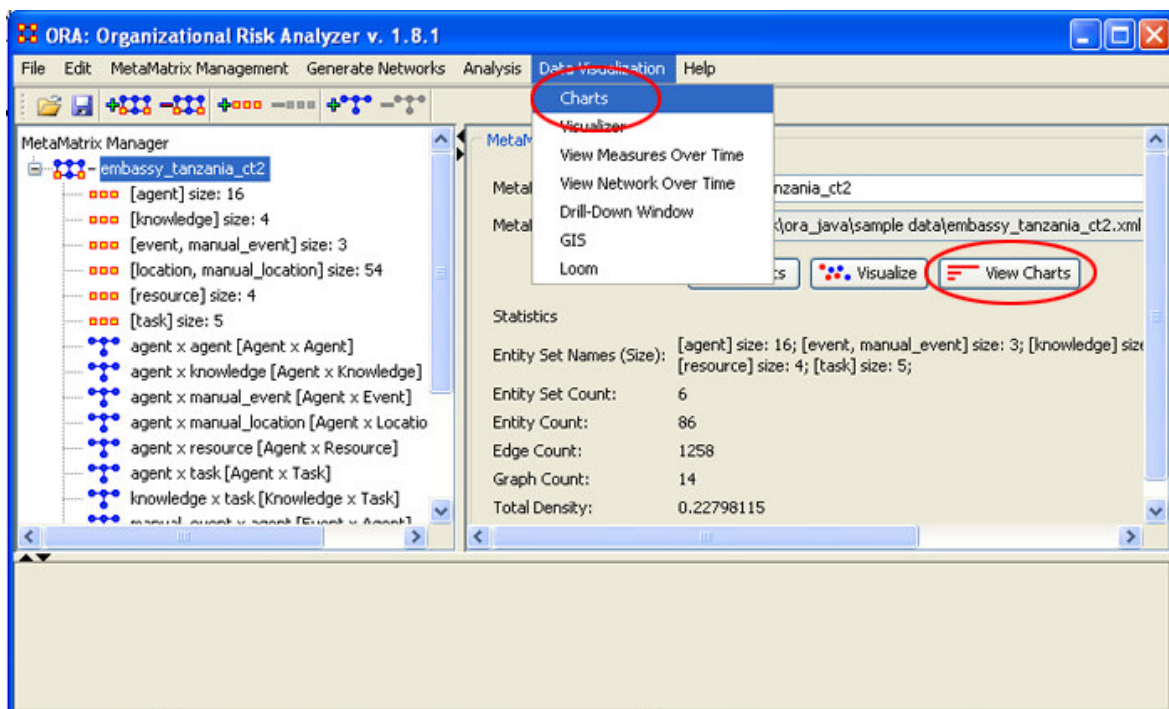 ORA: Organizational Risk Analyzer v. 1.8.1
File Edit MetaMatrix Management Generate Networks Analysis Data Visualization Help
Charts
Visualizer
View Measures Over Time
View Network Over Time
Drill-Down Window
GIS
Loom
MetaMatrix Manager
embassy_tanzania_ct2
[agent] size: 16
[knowledge] size: 4
[event, manual_event] size: 3
[location, manual_location] size: 54
[resource] size: 4
[task] size: 5
agent x agent [Agent x Agent]
agent x knowledge [Agent x Knowledge]
agent x manual_event [Agent x Event]
agent x manual_location [Agent x Locatio
agent x resource [Agent x Resource]
agent x task [Agent x Task]
knowledge x task [Knowledge x Task]
manual_event x agent [Event x Agent]
nzania_ct2
\ora_java\sample data\embassy_tanzania_ct2.xml
Visualize View Charts
Statistics
Entity Set Names (Size): [agent] size: 16; [event, manual_event] size: 3; [knowledge] size
[resource] size: 4; [task] size: 5;
Entity Set Count: 6
Entity Count: 86
Edge Count: 1258
Graph Count: 14
Total Density: 0.22798115